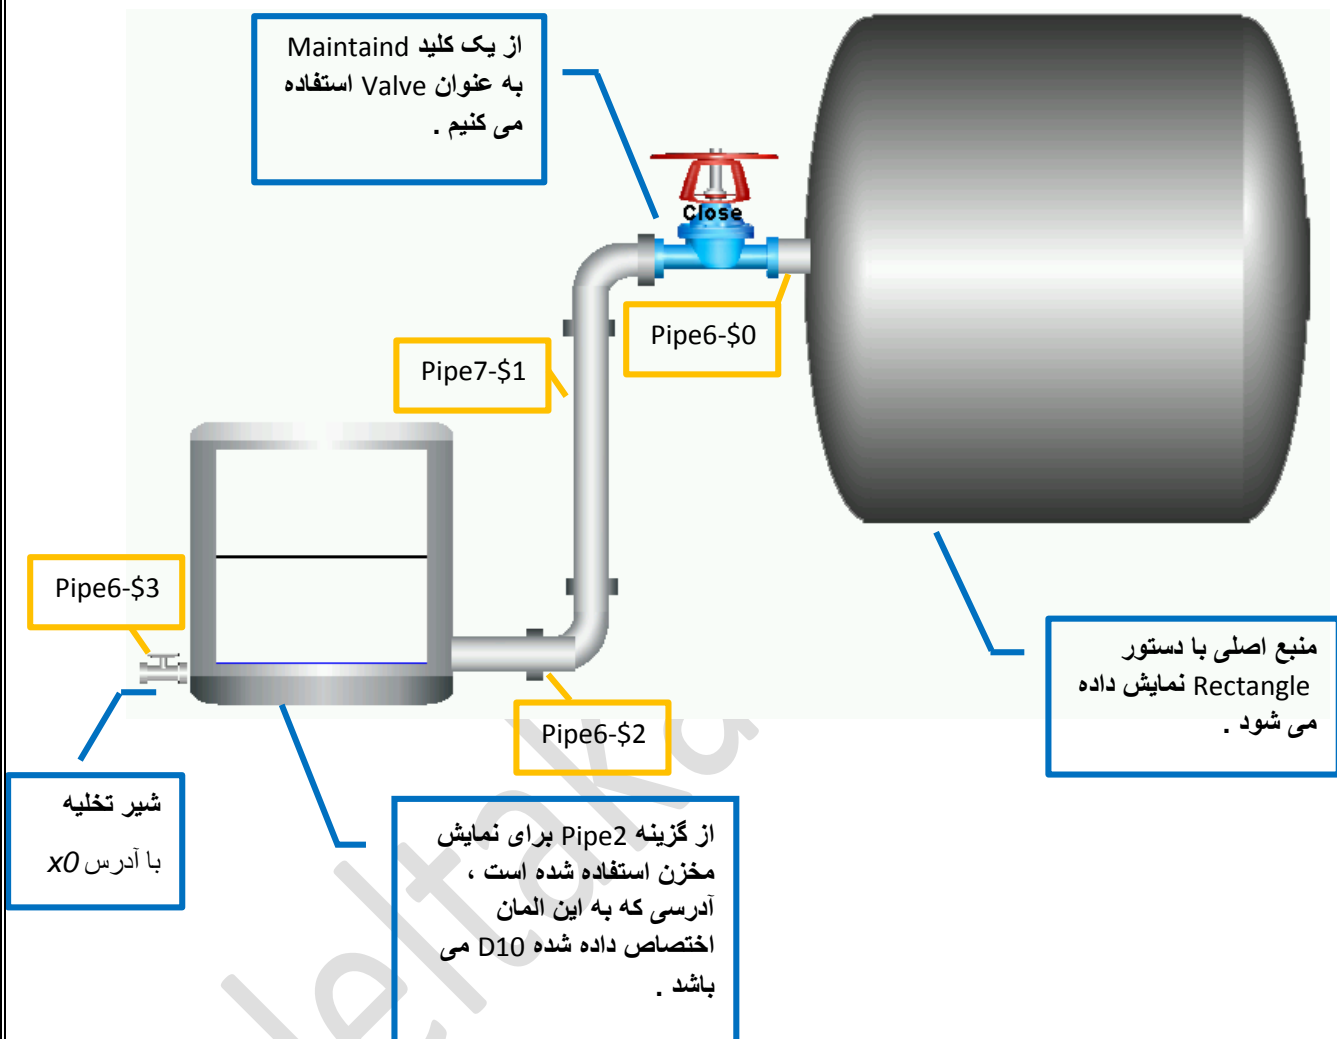 از یک کلید Maintaind
به عنوان Valve استفاده
می کنیم .
Close
Pipe6-$0
Pipe7-$1
Pipe6-$3
Pipe6-$2
منبع اصلی با دستور
Rectangle نمایش داده
می شود .
شیر تخلیه
با آدرس x0
از گزینه Pipe2 برای نمایش
مخزن استفاده شده است ،
آدرسی که به این المان
اختصاص داده شده D10 می
باشد .
deltaka